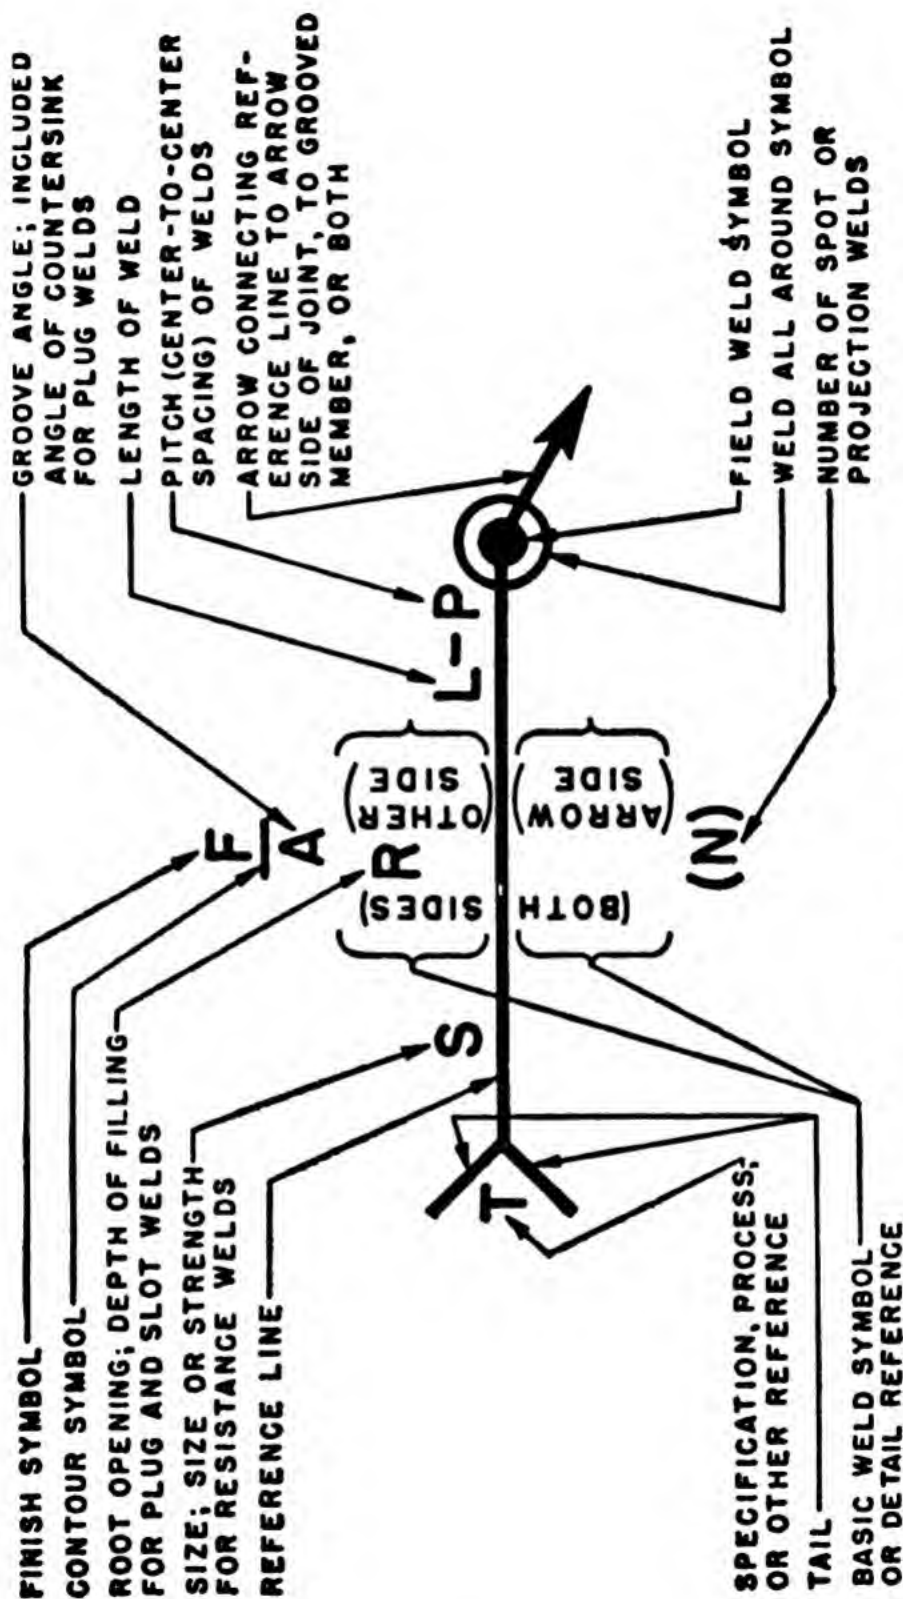 FINISH SYMBOL
CONTOUR SYMBOL
ROOT OPENING; DEPTH OF FILLING
FOR PLUG AND SLOT WELDS
SIZE; SIZE OR STRENGTH
FOR RESISTANCE WELDS
REFERENCE LINE
SPECIFICATION, PROCESS,
OR OTHER REFERENCE
TAIL
BASIC WELD SYMBOL
OR DETAIL REFERENCE
F
A
R
S
T
L-P
(N)
(BOTH SIDES)
(OTHER
SIDE)
(ARROW
SIDE)
GROOVE ANGLE; INCLUDED
ANGLE OF COUNTERSINK
FOR PLUG WELDS
LENGTH OF WELD
PITCH (CENTER-TO-CENTER
SPACING) OF WELDS
ARROW CONNECTING REF-
ERENCE LINE TO ARROW
SIDE OF JOINT, TO GROOVED
MEMBER, OR BOTH
FIELD WELD SYMBOL
WELD ALL AROUND SYMBOL
NUMBER OF SPOT OR
PROJECTION WELDS